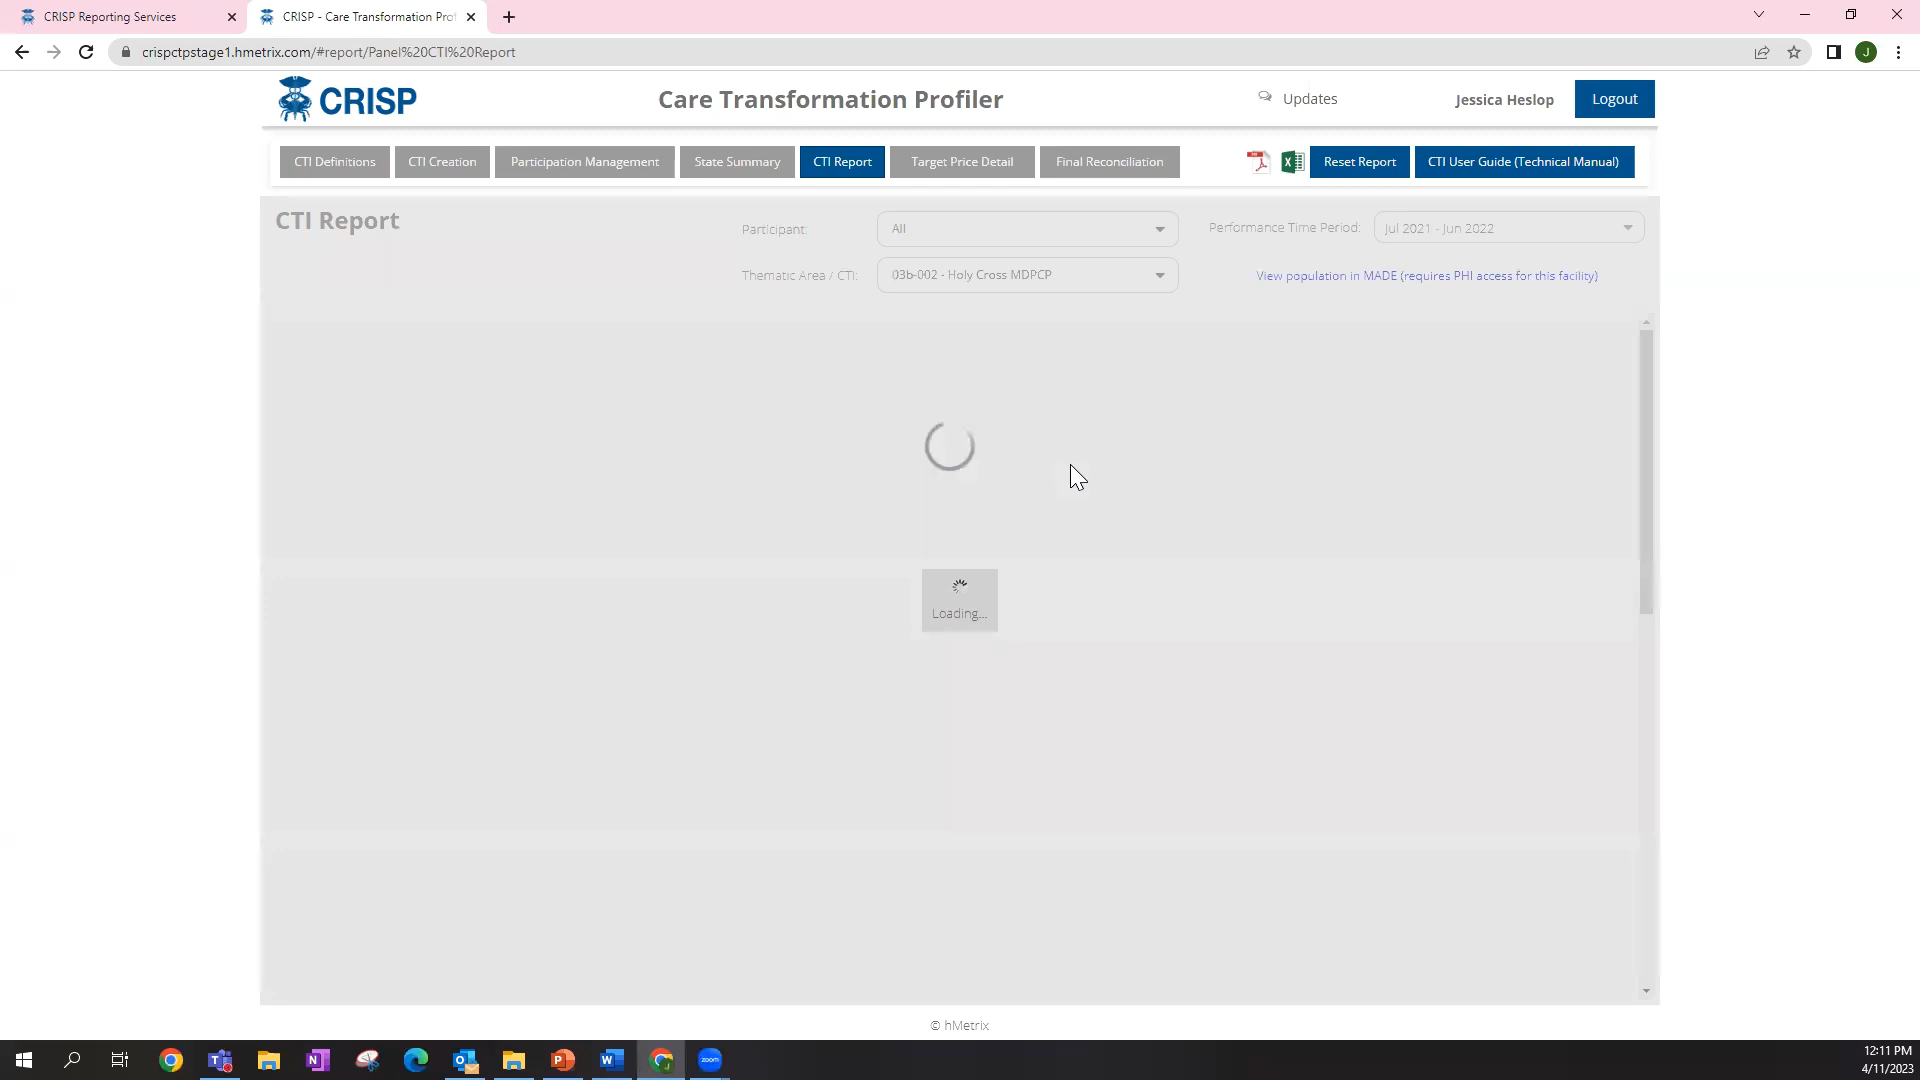 CRISP Reporting Services
CRISP - Care Transformation Prof
crispctpstage1.hmetrix.com/#report/Panel%20CTI%20Report
J
CRISP
Care Transformation Profiler
Updates
Jessica Heslop
Logout
CTI Definitions
CTI Creation
Participation Management
State Summary
CTI Report
Target Price Detail
Final Reconciliation
Reset Report
CTI User Guide (Technical Manual)
CTI Report
Participant:
All
Performance Time Period:
Jul 2021 - Jun 2022
Thematic Area / CTI:
03b-002 - Holy Cross MDPCP
View population in MADE (requires PHI access for this facility)
Loading...
© hMetrix
zoom
12:11 PM
4/11/2023